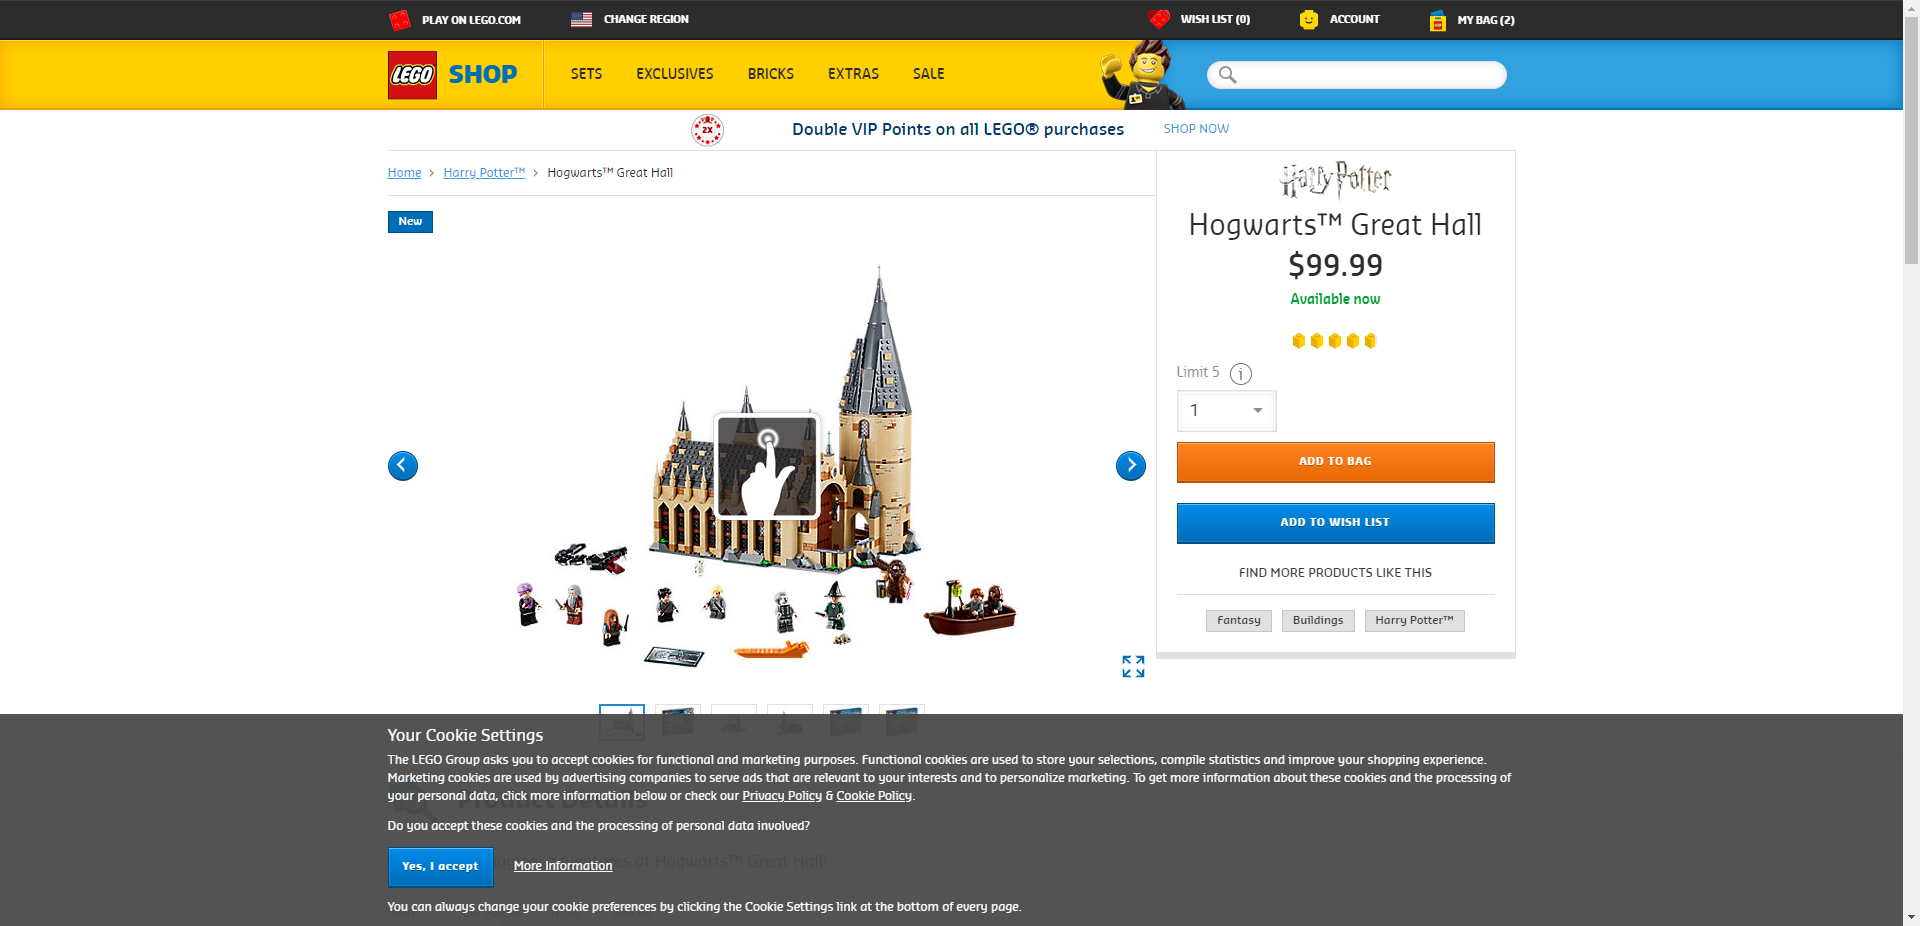 PLAY ON LEGO.COM
CHANGE REGION
WISH LIST (0)
ACCOUNT
MY BAG (2)
LEGO
SHOP
SETS
EXCLUSIVES
BRICKS
EXTRAS
SALE
2X
Double VIP Points on all LEGO® purchases
SHOP NOW
Home > Harry Potter™ > Hogwarts™ Great Hall
New
Harry Potter
Hogwarts™ Great Hall
$99.99
Available now
Limit 5
i
1
ADD TO BAG
ADD TO WISH LIST
FIND MORE PRODUCTS LIKE THIS
Fantasy
Buildings
Harry Potter™
Your Cookie Settings
The LEGO Group asks you to accept cookies for functional and marketing purposes. Functional cookies are used to store your selections, compile statistics and improve your shopping experience.
Marketing cookies are used by advertising companies to serve ads that are relevant to your interests and to personalize marketing. To get more information about these cookies and the processing of
your personal data, click more information below or check our Privacy Policy & Cookie Policy.
Product Details
Do you accept these cookies and the processing of personal data involved?
Yes, I accept
More Information
at Hogwarts™ Great Hall!
You can always change your cookie preferences by clicking the Cookie Settings link at the bottom of every page.